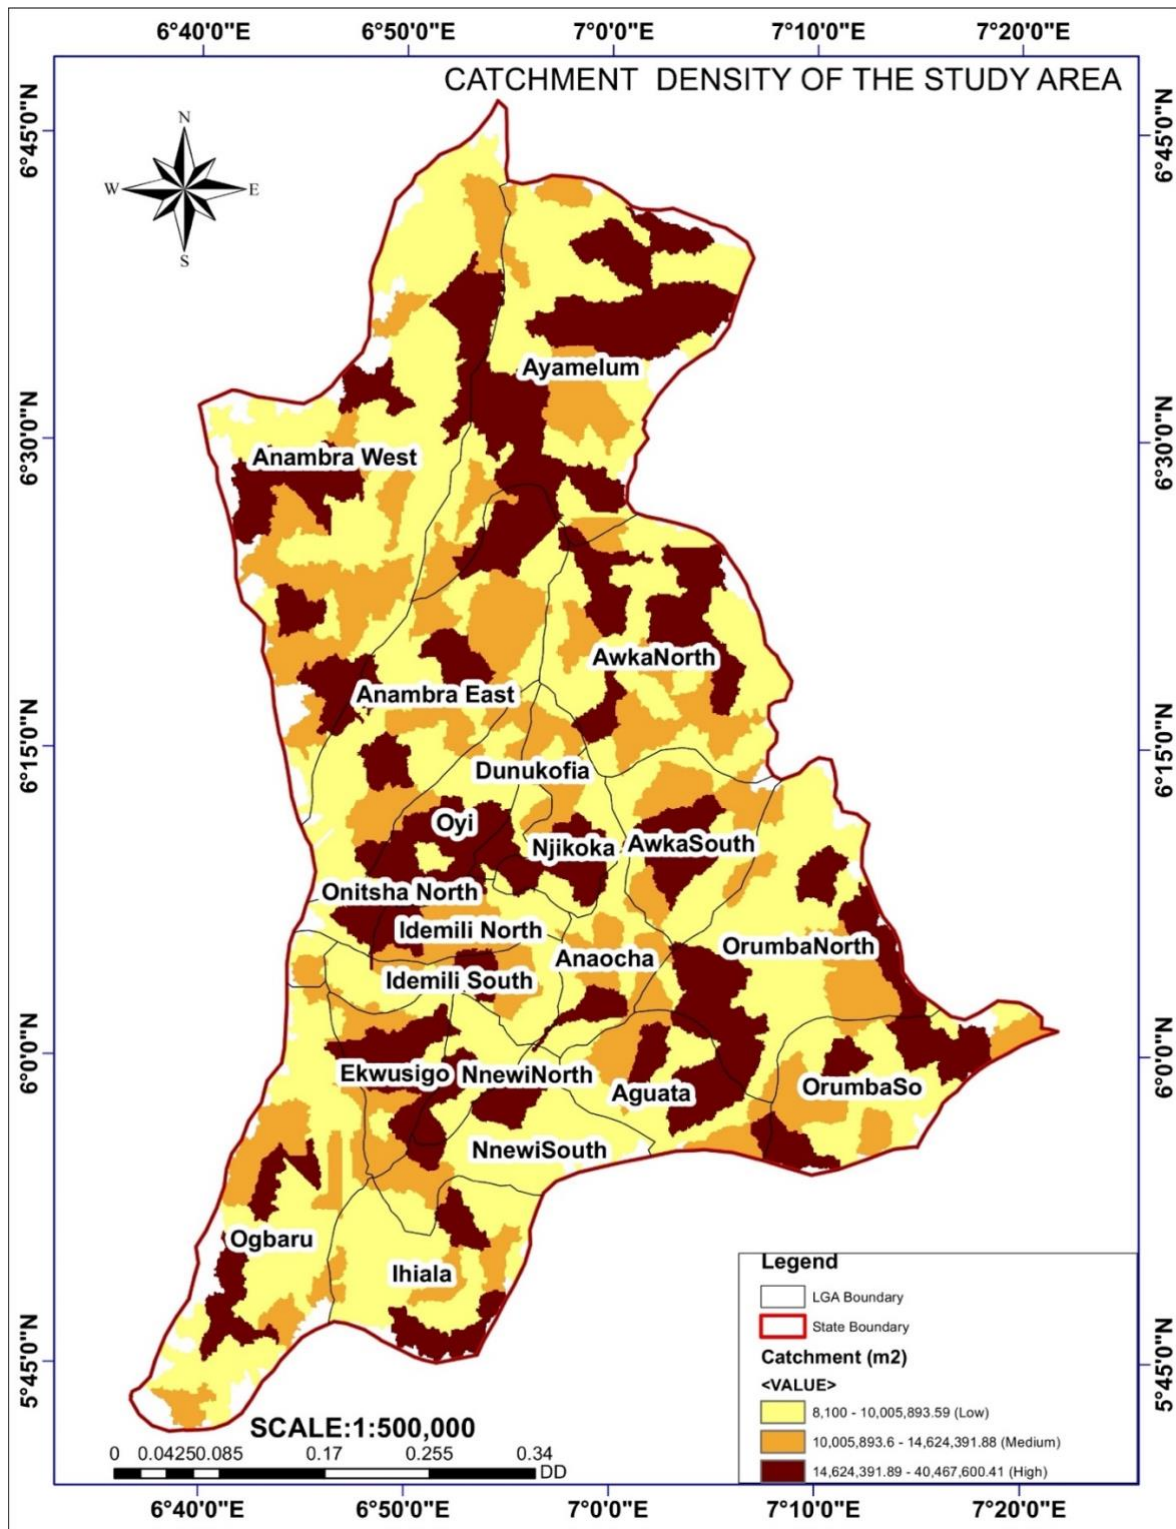 6°40'0"E 6°50'0"E 7°0'0"E 7°10'0"E 7°20'0"E
CATCHMENT DENSITY OF THE STUDY AREA
6°45'0"N 6°45'0"N
N
W E
S
Ayamelum
6°30'0"N 6°30'0"N
Anambra West
AwkaNorth
Anambra East
6°15'0"N 6°15'0"N
Dunukofia
Oyi
Njikoka
AwkaSouth
Onitsha North
Idemili North
OrumbaNorth
Anaocha
Idemili South
6°0'0"N 6°0'0"N
Ekwusigo
NnewiNorth
OrumbaSo
Aguata
NnewiSouth
Ogbaru
Ihiala
Legend
LGA Boundary
State Boundary
5°45'0"N 5°45'0"N
Catchment (m2)
<VALUE>
8,100 - 10,005,893.59 (Low)
10,005,893.6 - 14,624,391.88 (Medium)
14,624,391.89 - 40,467,600.41 (High)
SCALE:1:500,000
0 0.04250.085 0.17 0.255 0.34
DD
6°40'0"E 6°50'0"E 7°0'0"E 7°10'0"E 7°20'0"E